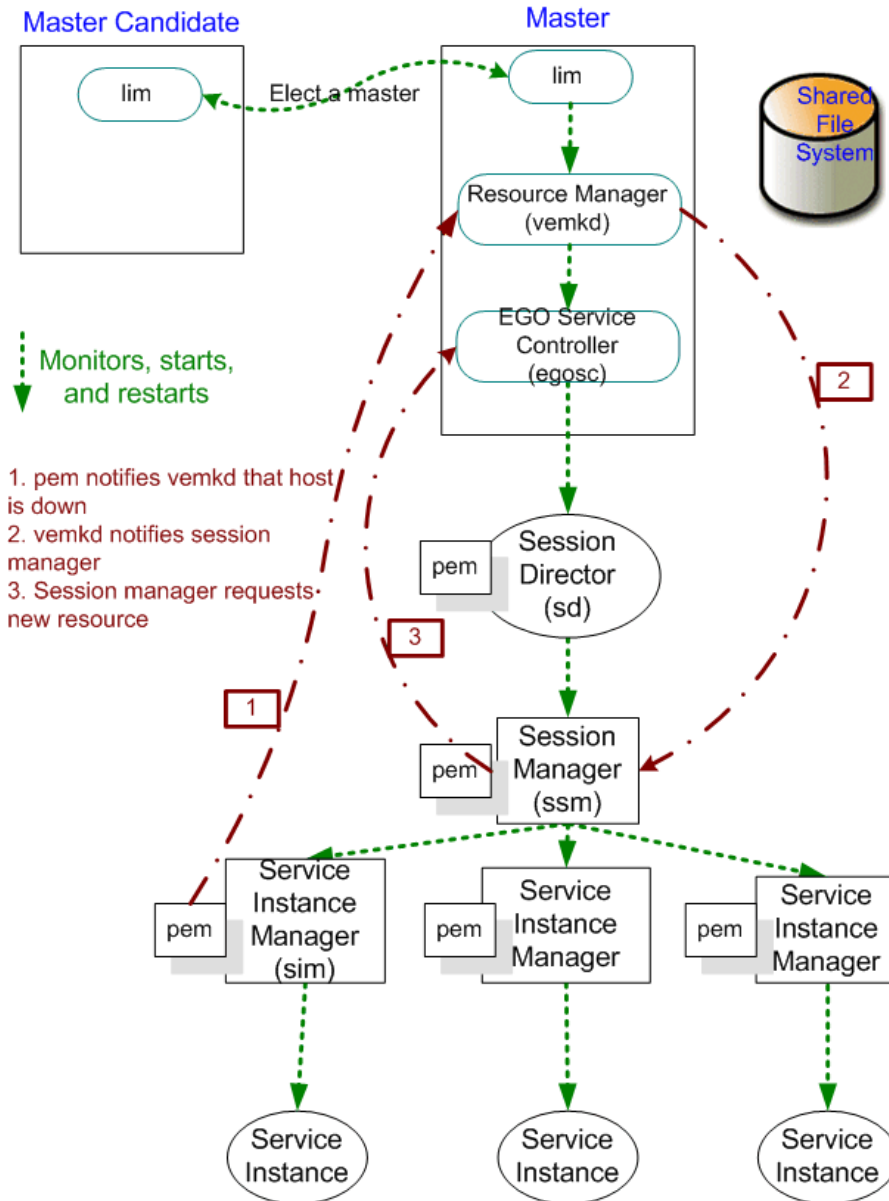 Master Candidate
Master
lim
Elect a master
lim
Shared
File
System
Resource Manager
(vemkd)
EGO Service
Controller
(egosc)
Monitors, starts,
and restarts
2
1. pem notifies vemkd that host
is down
2. vemkd notifies session
manager
3. Session manager requests
new resource
pem
Session
Director
(sd)
3
1
pem
Session
Manager
(ssm)
pem
Service
Instance
Manager
(sim)
pem
Service
Instance
Manager
pem
Service
Instance
Manager
Service
Instance
Service
Instance
Service
Instance